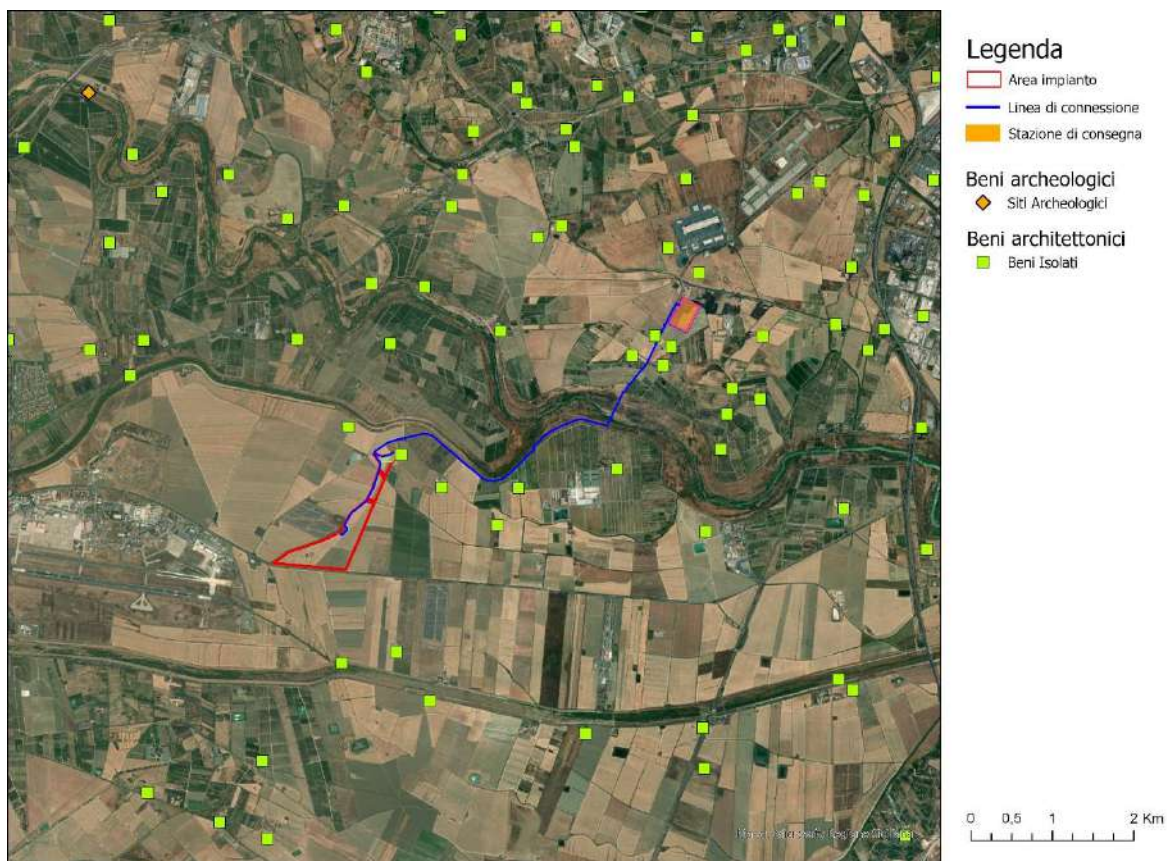 Legenda
Area impianto
Linea di connessione
Stazione di consegna
Beni archeologici
Siti Archeologici
Beni architettonici
Beni Isolati
0 0,5 1 2 Km